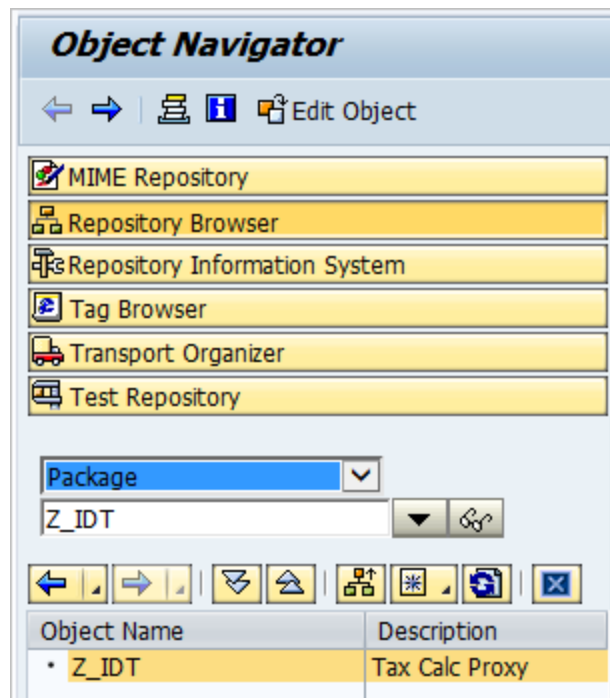 Object Navigator
Edit Object
MIME Repository
Repository Browser
Repository Information System
Tag Browser
Transport Organizer
Test Repository
Package
Z_IDT
Object Name Description
Z_IDT Tax Calc Proxy